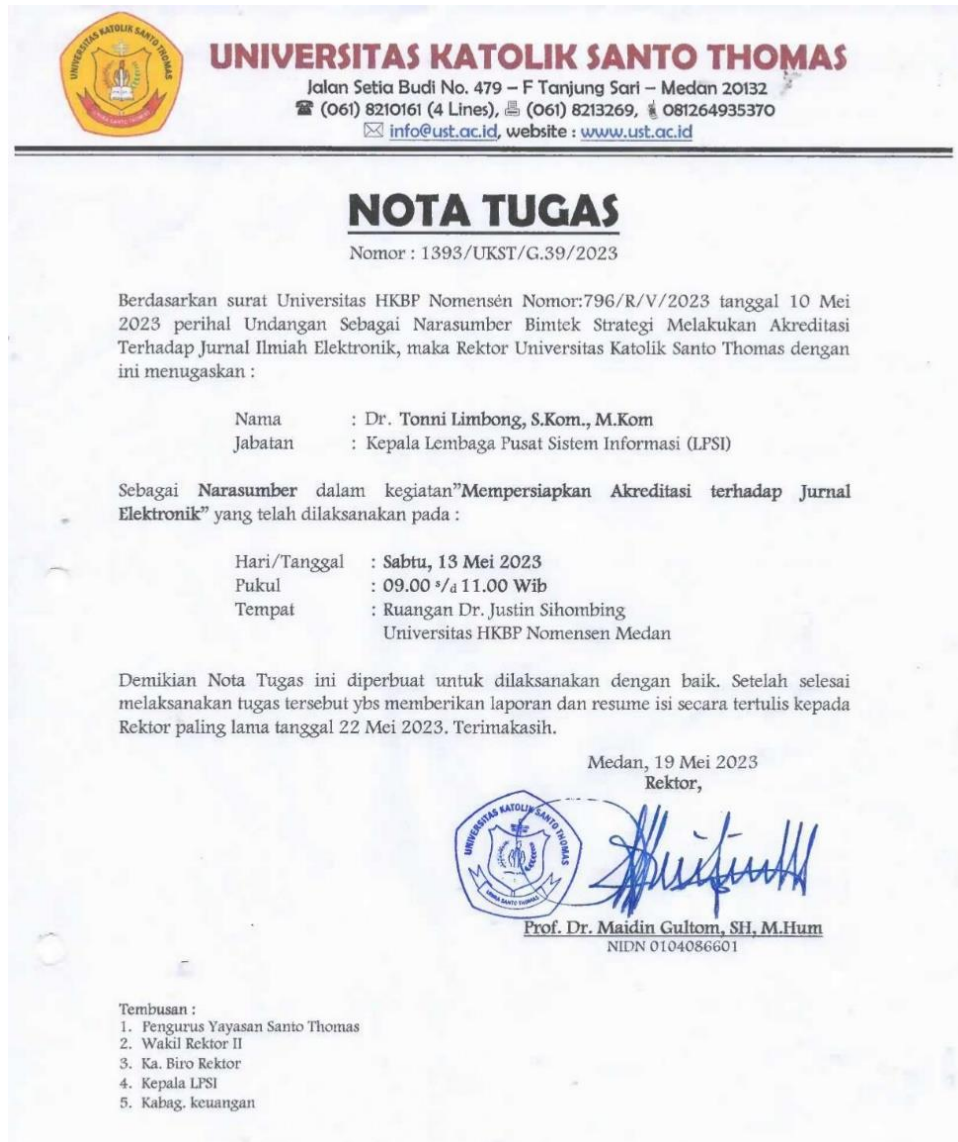 UNIVERSITAS KATOLIK SANTO THOMAS
UNIVERSITAS KATOLIK SANTO THOMAS
Jalan Setia Budi No. 479 – F Tanjung Sari – Medan 20132
☎ (061) 8210161 (4 Lines), (061) 8213269, 081264935370
info@ust.ac.id, website : www.ust.ac.id
NOTA TUGAS
Nomor : 1393/UKST/G.39/2023
Berdasarkan surat Universitas HKBP Nomensen Nomor:796/R/V/2023 tanggal 10 Mei
2023 perihal Undangan Sebagai Narasumber Bimtek Strategi Melakukan Akreditasi
Terhadap Jurnal Ilmiah Elektronik, maka Rektor Universitas Katolik Santo Thomas dengan
ini menugaskan :
Nama : Dr. Tonni Limbong, S.Kom., M.Kom
Jabatan : Kepala Lembaga Pusat Sistem Informasi (LPSI)
Sebagai Narasumber dalam kegiatan"Mempersiapkan Akreditasi terhadap Jurnal
Elektronik" yang telah dilaksanakan pada :
Hari/Tanggal : Sabtu, 13 Mei 2023
Pukul : 09.00 s/d 11.00 Wib
Tempat : Ruangan Dr. Justin Sihombing
Universitas HKBP Nomensen Medan
Demikian Nota Tugas ini diperbuat untuk dilaksanakan dengan baik. Setelah selesai
melaksanakan tugas tersebut ybs memberikan laporan dan resume isi secara tertulis kepada
Rektor paling lama tanggal 22 Mei 2023. Terimakasih.
Medan, 19 Mei 2023
Rektor,
UNIVERSITAS KATOLIK SANTO THOMAS
Prof. Dr. Maidin Gultom, SH, M.Hum
NIDN 0104086601
Tembusan :
1. Pengurus Yayasan Santo Thomas
2. Wakil Rektor II
3. Ka. Biro Rektor
4. Kepala LPSI
5. Kabag. keuangan